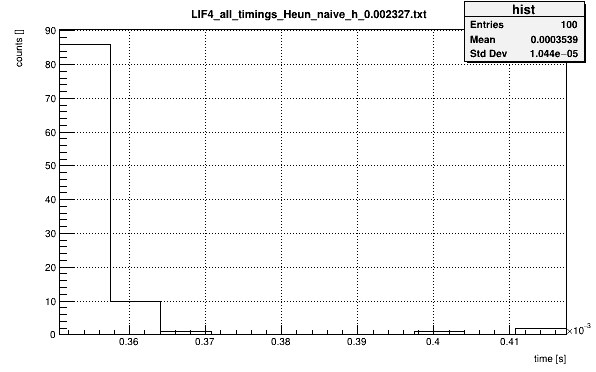 LIF4_all_timings_Heun_naive_h_0.002327.txt
hist
Entries 100
Mean 0.0003539
Std Dev 1.044e−05
counts []
90
80
70
60
50
40
30
20
10
0
0.36 0.37 0.38 0.39 0.4 0.41
×10⁻³
time [s]